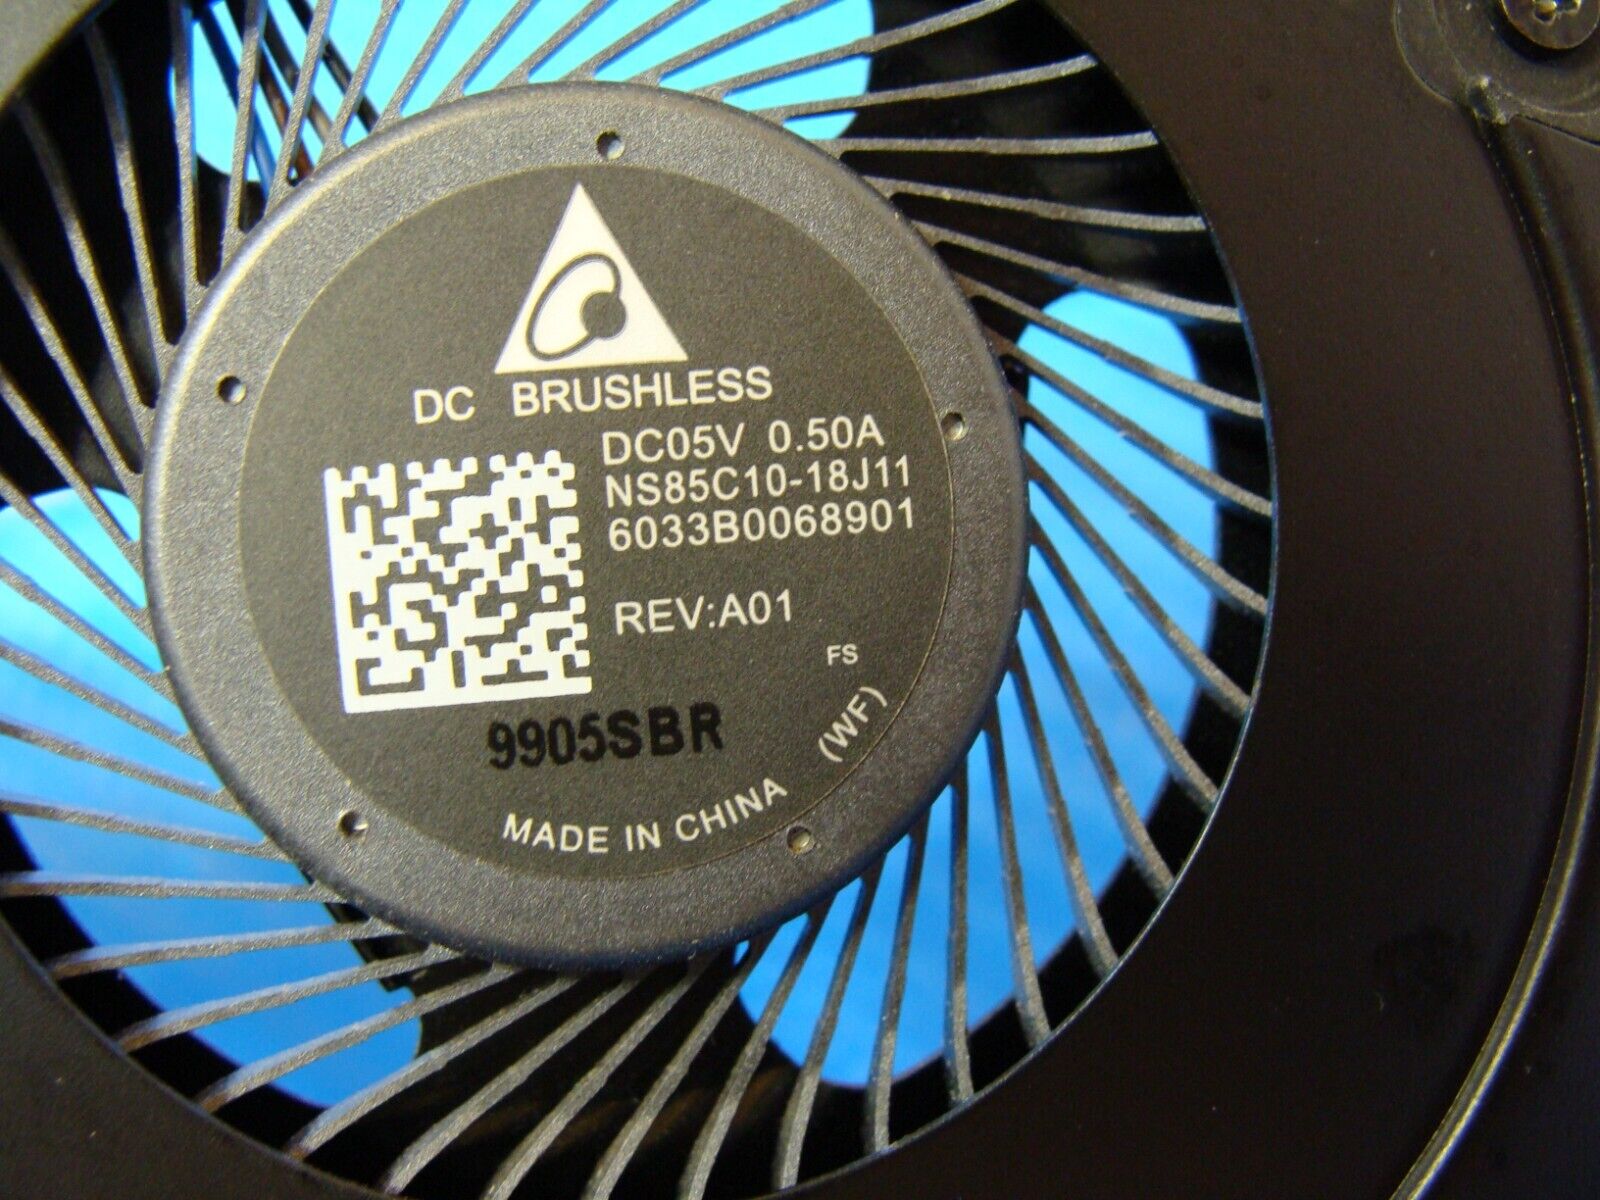 DC BRUSHLESS
DC05V 0.50A
NS85C10-18J11
6033B0068901
REV:A01
FS
(WF)
9905SBR
MADE IN CHINA